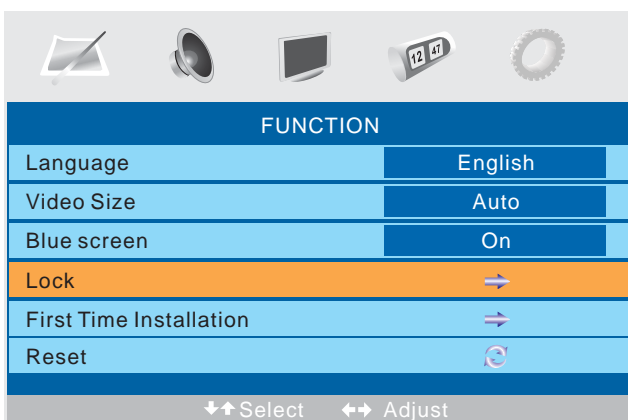 12 47
FUNCTION
Language English
Video Size Auto
Blue screen On
Lock
First Time Installation
Reset
Select Adjust